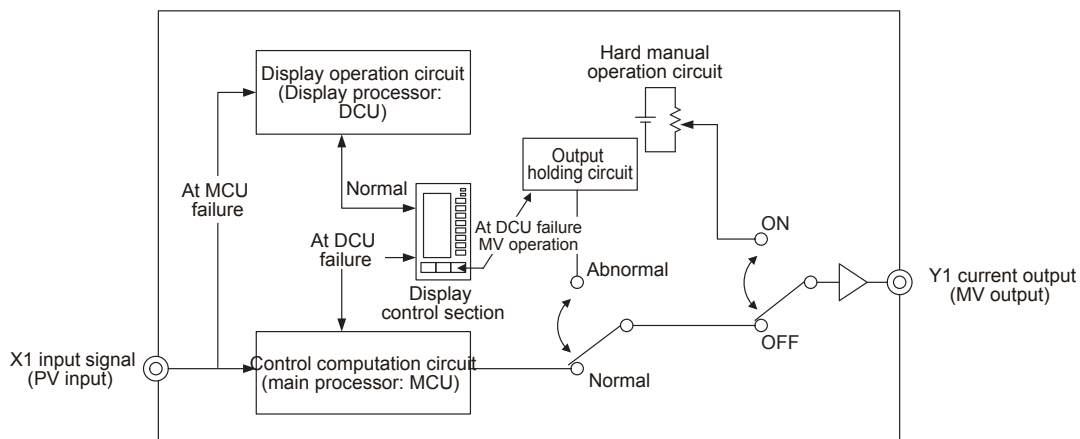 Display operation circuit
(Display processor:
DCU)
Hard manual
operation circuit
Output
holding circuit
At MCU
failure
Normal
At DCU
failure
At DCU failure
MV operation
Display
control section
ON
Abnormal
OFF
Normal
Y1 current output
(MV output)
X1 input signal
(PV input)
Control computation circuit
(main processor: MCU)